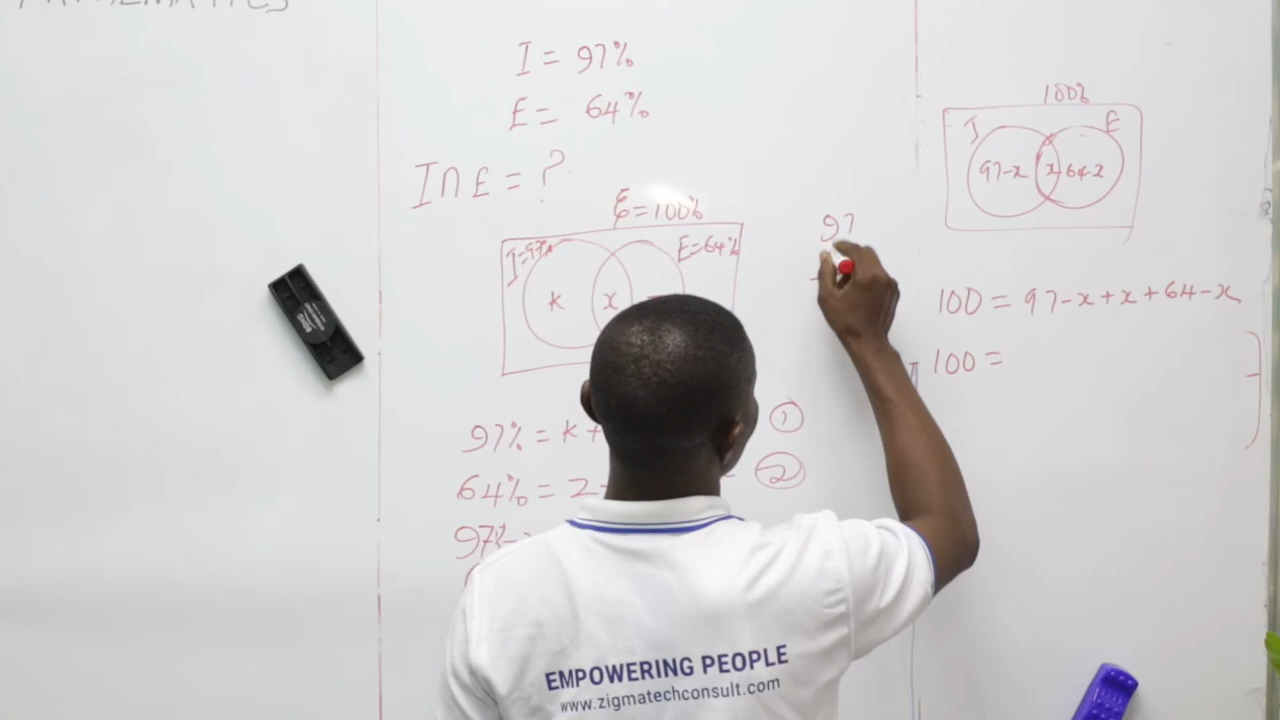 MATHEMATICS
I = 97%
E = 64%
I∩E = ?
ξ = 100%
I=97%
E=64%
k
x
97% = k +
①
64% = z
②
97%
97
100%
I
E
97-x
x
64-x
100 = 97-x+x+64-x
100 =
EMPOWERING PEOPLE
www.zigmatechconsult.com